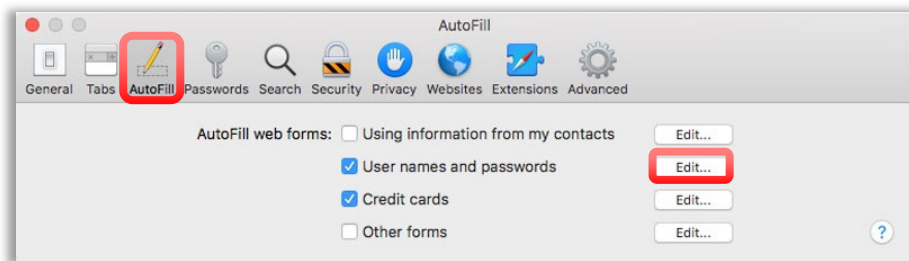 AutoFill
General Tabs AutoFill Passwords Search Security Privacy Websites Extensions Advanced
AutoFill web forms: Using information from my contacts Edit...
User names and passwords Edit...
Credit cards Edit...
Other forms Edit... ?